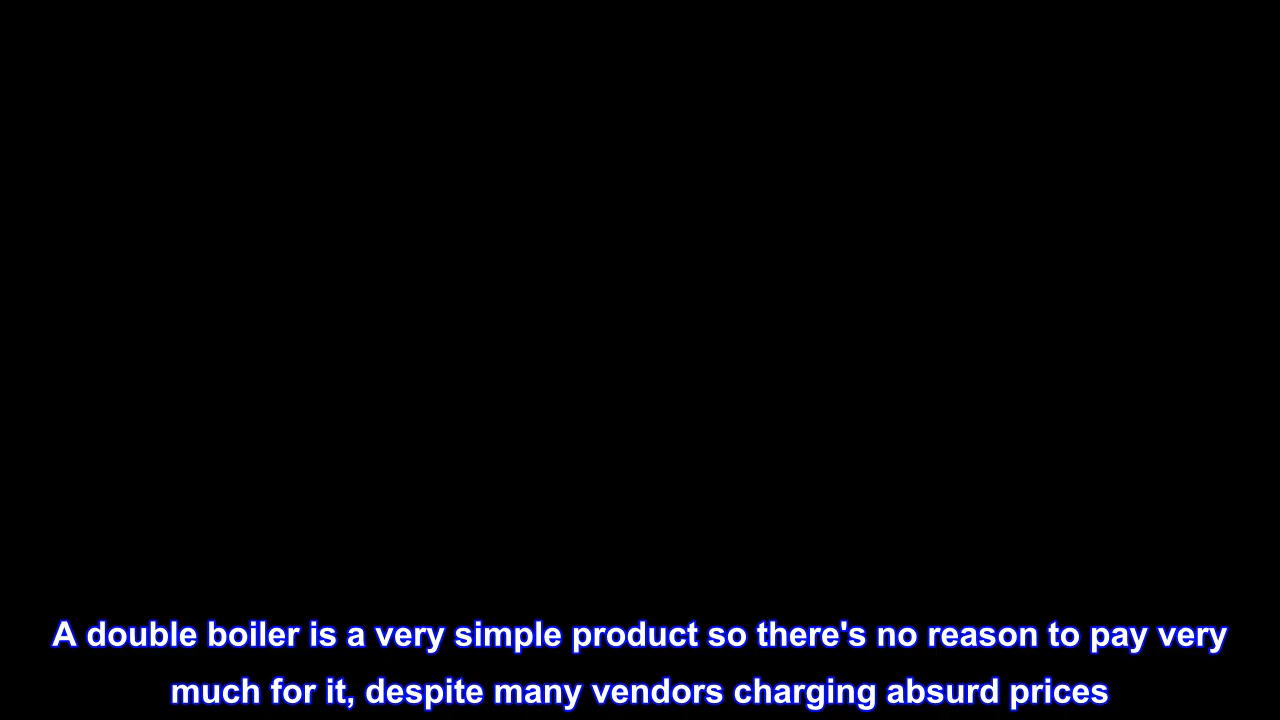 A double boiler is a very simple product so there's no reason to pay very
much for it, despite many vendors charging absurd prices